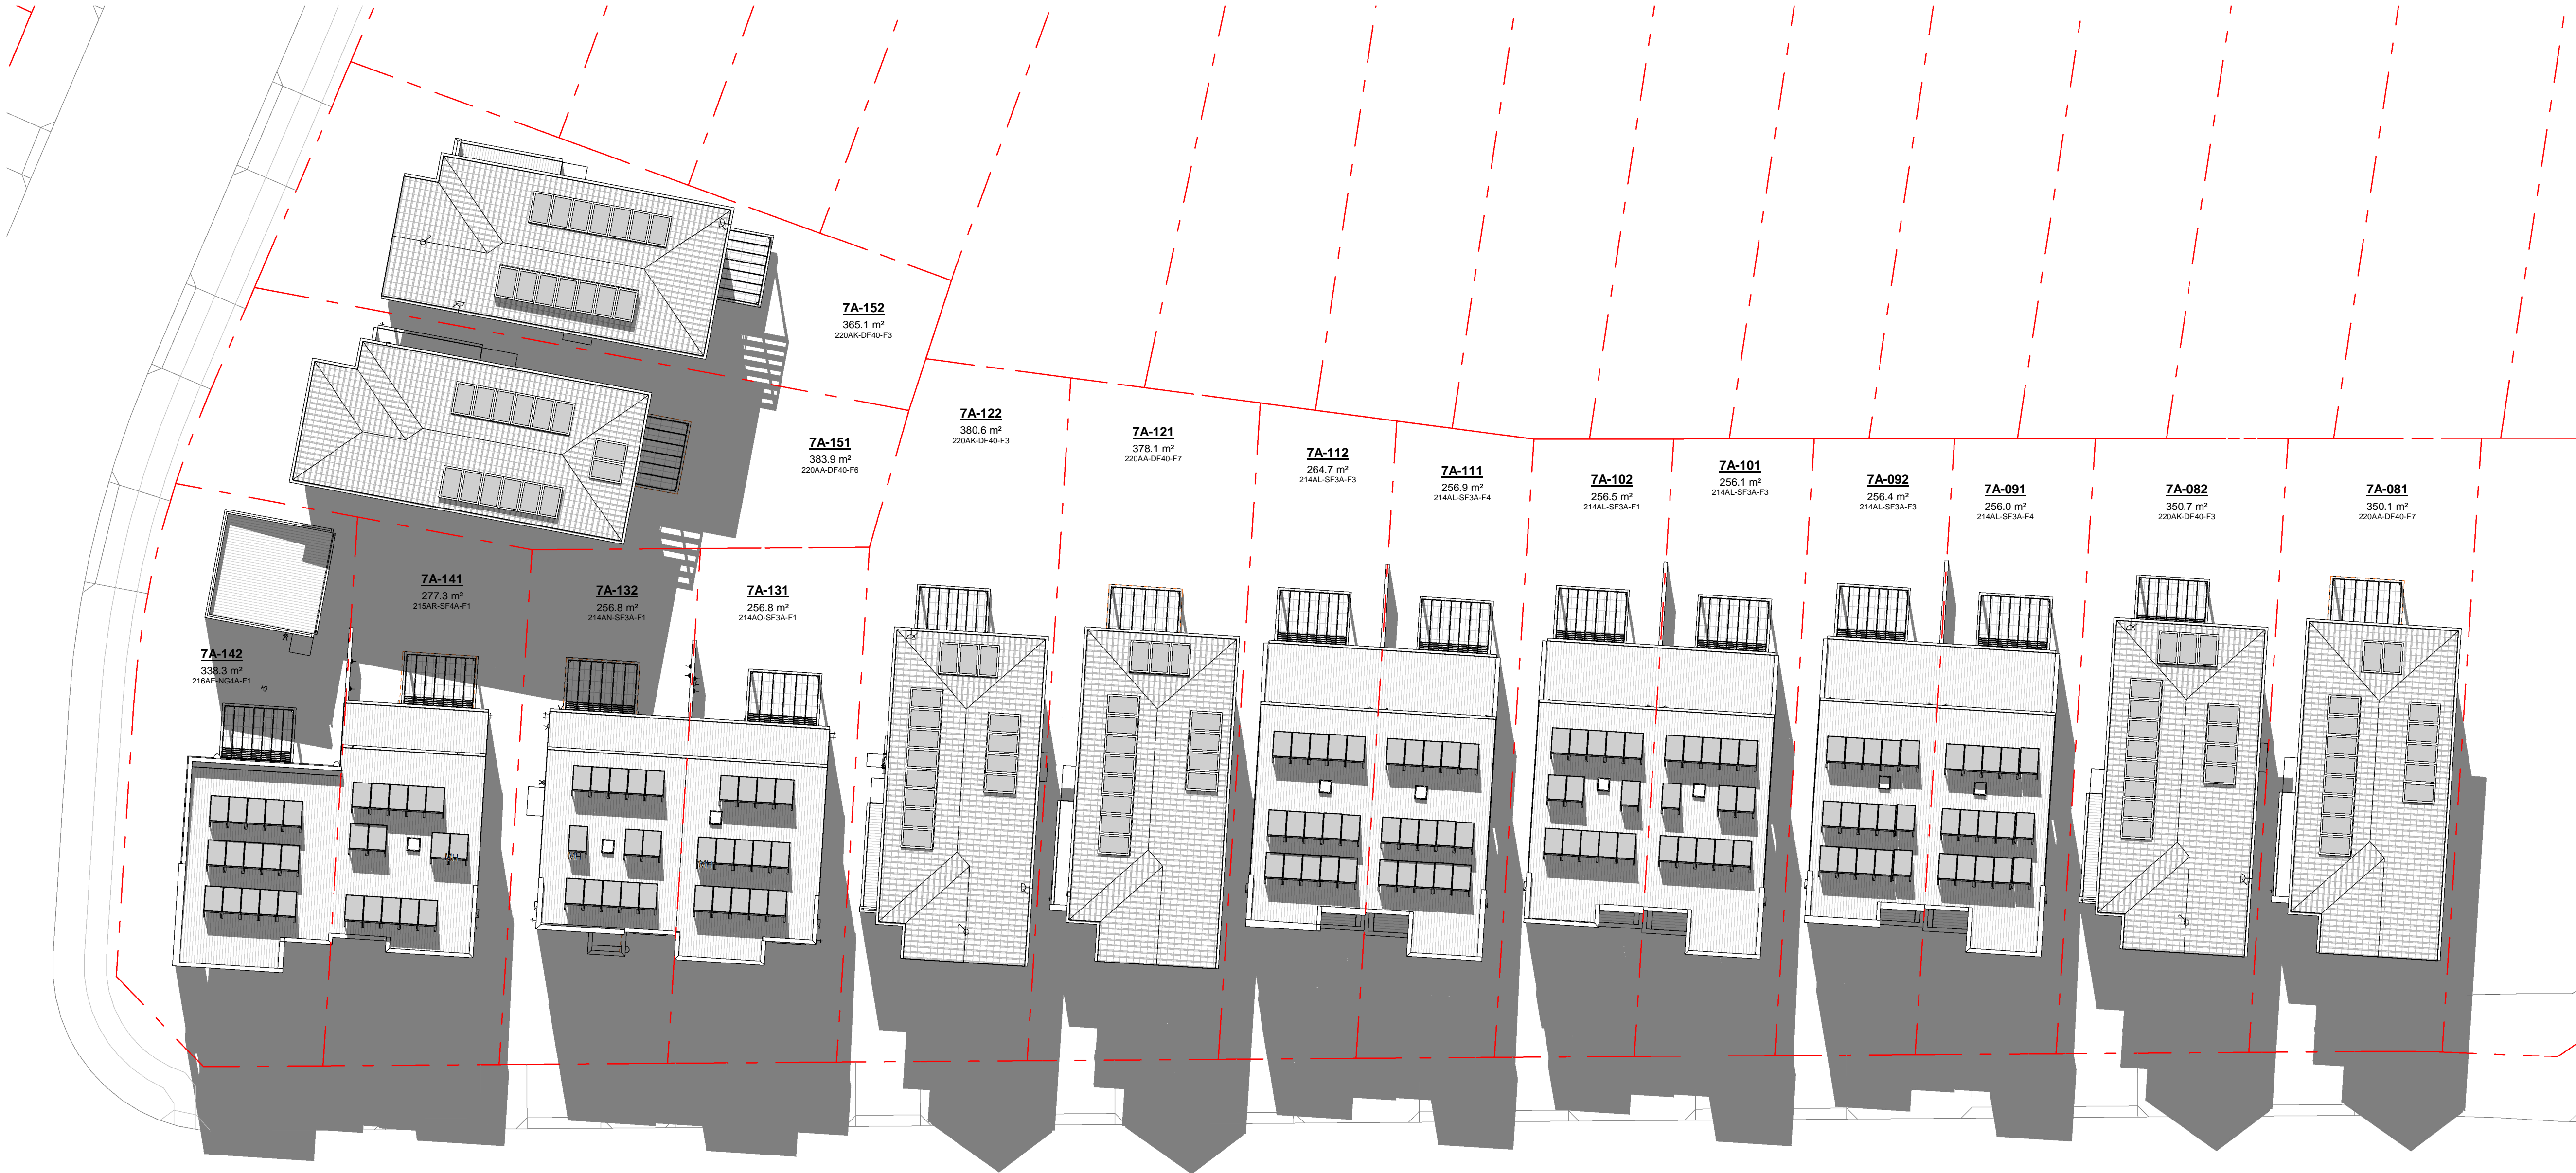 7A-152
365.1 m²
220AK-DF40-F3
7A-151
383.9 m²
220AA-DF40-F6
7A-122
380.6 m²
220AK-DF40-F3
7A-121
378.1 m²
220AA-DF40-F7
7A-112
264.7 m²
214AL-SF3A-F3
7A-111
256.9 m²
214AL-SF3A-F4
7A-102
256.5 m²
214AL-SF3A-F1
7A-101
256.1 m²
214AL-SF3A-F3
7A-092
256.4 m²
214AL-SF3A-F3
7A-091
256.0 m²
214AL-SF3A-F4
7A-082
350.7 m²
220AK-DF40-F3
7A-081
350.1 m²
220AA-DF40-F7
7A-141
277.3 m²
215AR-SF4A-F1
7A-132
256.8 m²
214AN-SF3A-F1
7A-131
256.8 m²
214AO-SF3A-F1
7A-142
338.3 m²
216AE-NG4A-F1